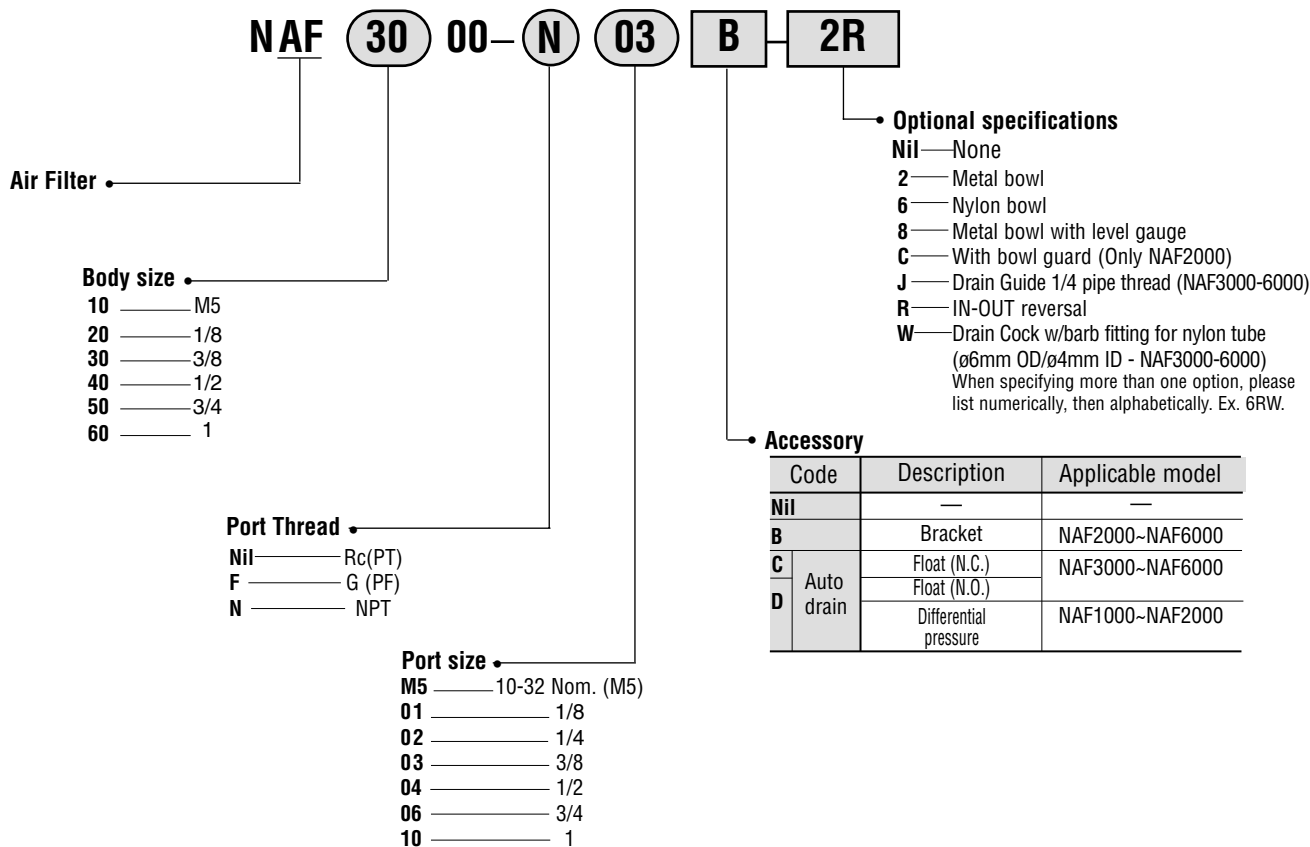 NAF 30 00– N 03 B - 2R
Optional specifications
Nil None
2 Metal bowl
6 Nylon bowl
8 Metal bowl with level gauge
C With bowl guard (Only NAF2000)
J Drain Guide 1/4 pipe thread (NAF3000-6000)
R IN-OUT reversal
W Drain Cock w/barb fitting for nylon tube
(ø6mm OD/ø4mm ID - NAF3000-6000)
When specifying more than one option, please
list numerically, then alphabetically. Ex. 6RW.
Air Filter
Body size
10 M5
20 1/8
30 3/8
40 1/2
50 3/4
60 1
Accessory
Code Description Applicable model
Nil — —
B Bracket NAF2000~NAF6000
C Auto drain Float (N.C.) NAF3000~NAF6000
D Float (N.O.)
Differential pressure NAF1000~NAF2000
Port Thread
Nil Rc(PT)
F G (PF)
N NPT
Port size
M5 10-32 Nom. (M5)
01 1/8
02 1/4
03 3/8
04 1/2
06 3/4
10 1